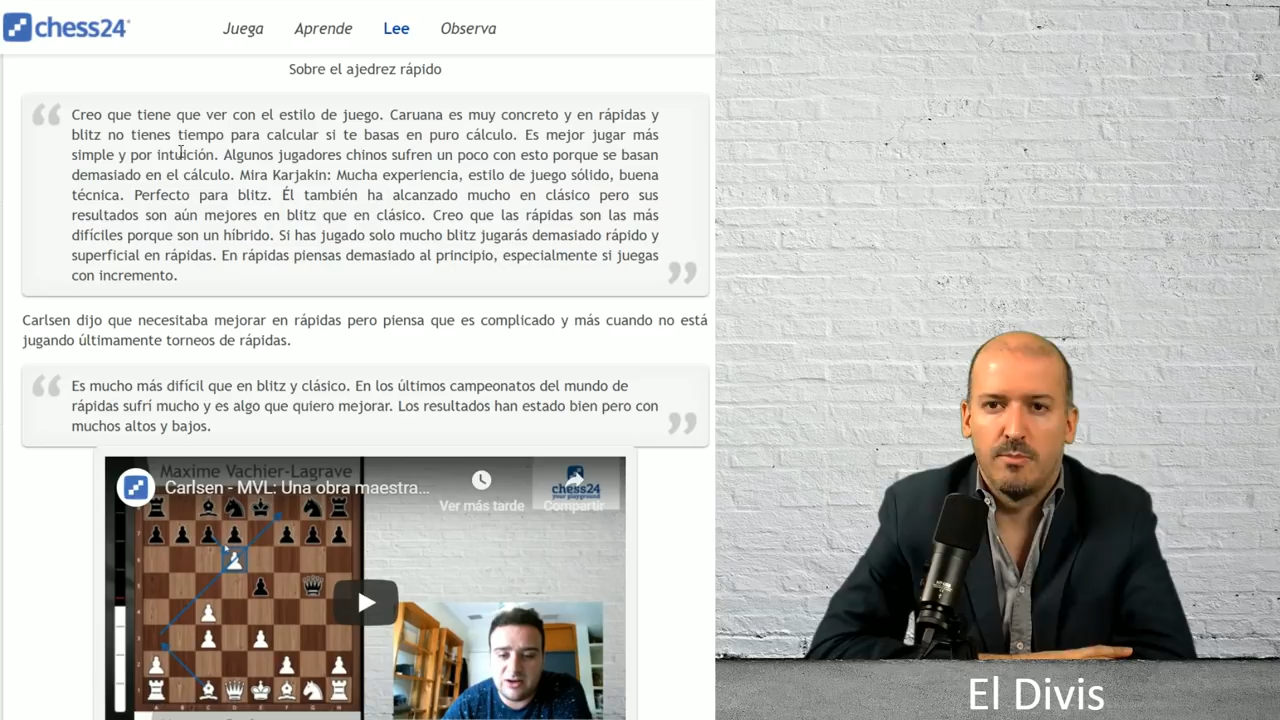 chess24
Juega Aprende Lee Observa
Sobre el ajedrez rápido
Creo que tiene que ver con el estilo de juego. Caruana es muy concreto y en rápidas y
blitz no tienes tiempo para calcular si te basas en puro cálculo. Es mejor jugar más
simple y por intuición. Algunos jugadores chinos sufren un poco con esto porque se basan
demasiado en el cálculo. Mira Karjakin: Mucha experiencia, estilo de juego sólido, buena
técnica. Perfecto para blitz. Él también ha alcanzado mucho en clásico pero sus
resultados son aún mejores en blitz que en clásico. Creo que las rápidas son las más
difíciles porque son un híbrido. Si has jugado solo mucho blitz jugarás demasiado rápido y
superficial en rápidas. En rápidas piensas demasiado al principio, especialmente si juegas
con incremento.
Carlsen dijo que necesitaba mejorar en rápidas pero piensa que es complicado y más cuando no está
jugando últimamente torneos de rápidas.
Es mucho más difícil que en blitz y clásico. En los últimos campeonatos del mundo de
rápidas sufrí mucho y es algo que quiero mejorar. Los resultados han estado bien pero con
muchos altos y bajos.
Maxime Vachier-Lagrave
Carlsen - MVL: Una obra maestra...
Ver más tarde
Compartir
chess24
your playground
El Divis